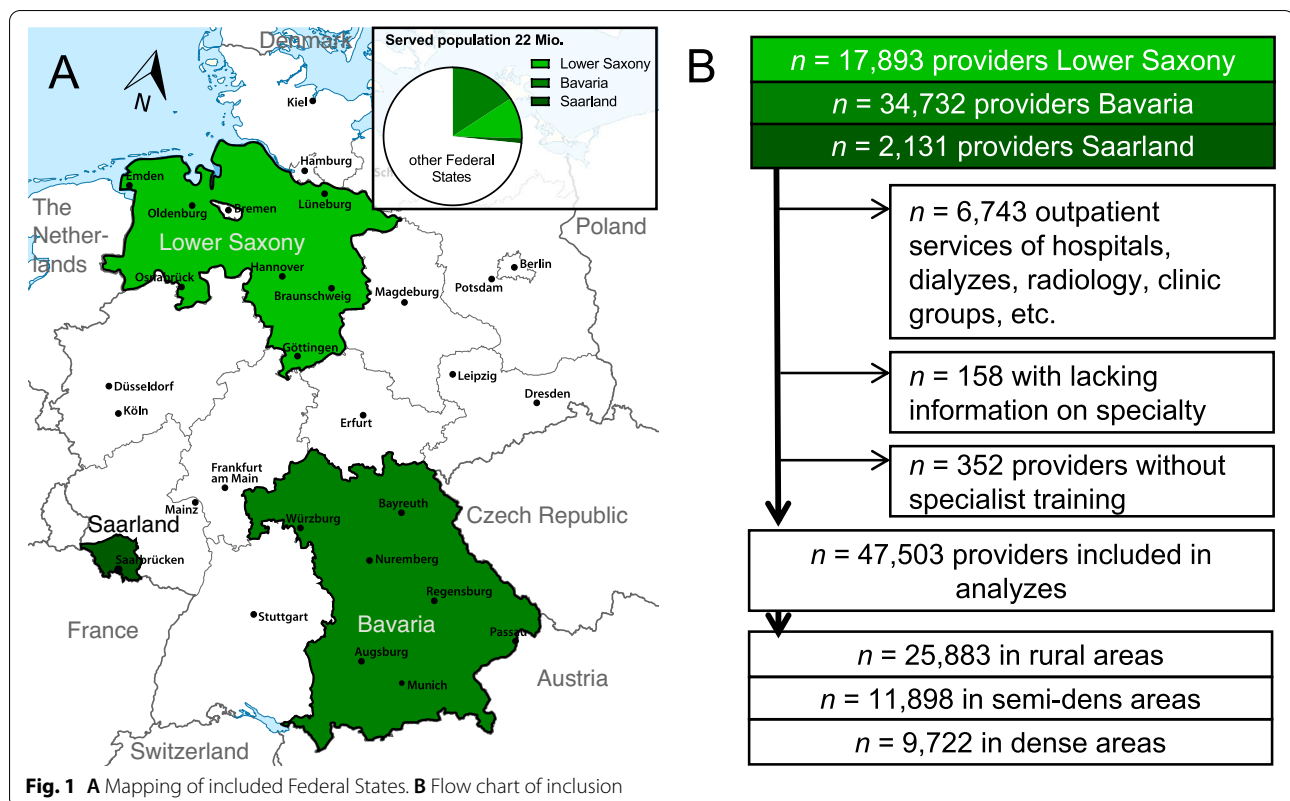 A
N
Denmark
Served population 22 Mio.
Lower Saxony
Bavaria
Saarland
other Federal
States
Kiel
Hamburg
Emden
Oldenburg
Bremen
Lüneburg
The
Nether-
lands
Lower Saxony
Poland
Osnabrück
Hannover
Braunschweig
Magdeburg
Potsdam
Berlin
Göttingen
Düsseldorf
Köln
Leipzig
Dresden
Erfurt
Frankfurt
am Main
Mainz
Bayreuth
Würzburg
Czech Republic
Saarland
Saarbrücken
Nuremberg
Regensburg
Stuttgart
France
Bavaria
Passau
Augsburg
Munich
Austria
Switzerland
B
n = 17,893 providers Lower Saxony
n = 34,732 providers Bavaria
n = 2,131 providers Saarland
n = 6,743 outpatient
services of hospitals,
dialyzes, radiology, clinic
groups, etc.
n = 158 with lacking
information on specialty
n = 352 providers without
specialist training
n = 47,503 providers included in
analyzes
n = 25,883 in rural areas
n = 11,898 in semi-dens areas
n = 9,722 in dense areas
Fig. 1 A Mapping of included Federal States. B Flow chart of inclusion